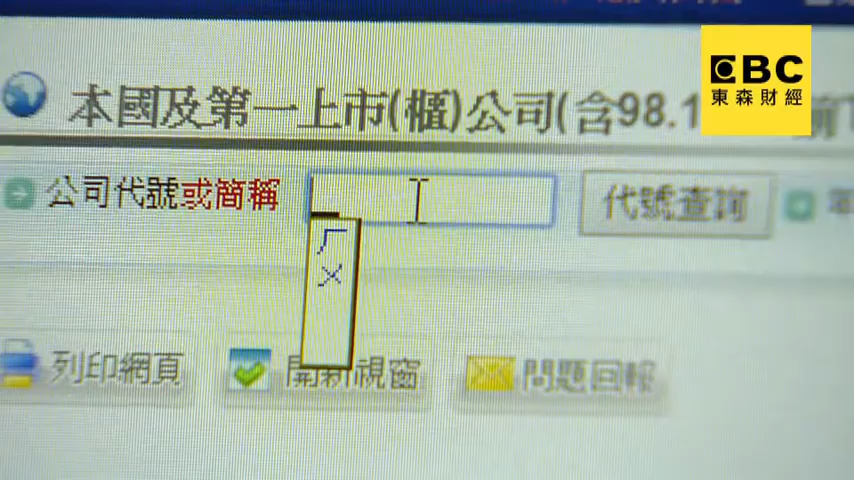 EBC
東森財經
本國及第一上市(櫃)公司(含98.1
公司代號或簡稱
代號查詢
ㄏㄨ
列印網頁
開新視窗
問題回報